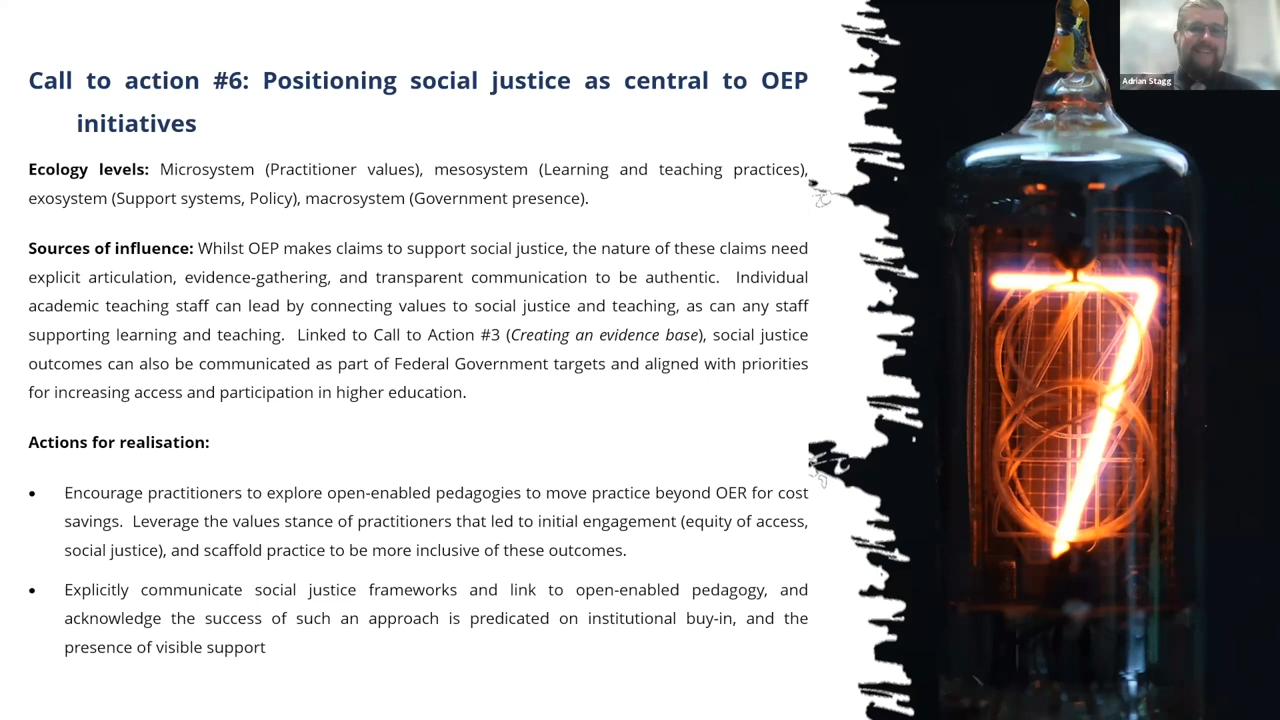 Call to action #6: Positioning social justice as central to OEP
initiatives
Ecology levels: Microsystem (Practitioner values), mesosystem (Learning and teaching practices),
exosystem (Support systems, Policy), macrosystem (Government presence).
Sources of influence: Whilst OEP makes claims to support social justice, the nature of these claims need
explicit articulation, evidence-gathering, and transparent communication to be authentic. Individual
academic teaching staff can lead by connecting values to social justice and teaching, as can any staff
supporting learning and teaching. Linked to Call to Action #3 (Creating an evidence base), social justice
outcomes can also be communicated as part of Federal Government targets and aligned with priorities
for increasing access and participation in higher education.
Actions for realisation:
• Encourage practitioners to explore open-enabled pedagogies to move practice beyond OER for cost
savings. Leverage the values stance of practitioners that led to initial engagement (equity of access,
social justice), and scaffold practice to be more inclusive of these outcomes.
• Explicitly communicate social justice frameworks and link to open-enabled pedagogy, and
acknowledge the success of such an approach is predicated on institutional buy-in, and the
presence of visible support
Adrian Stagg
7